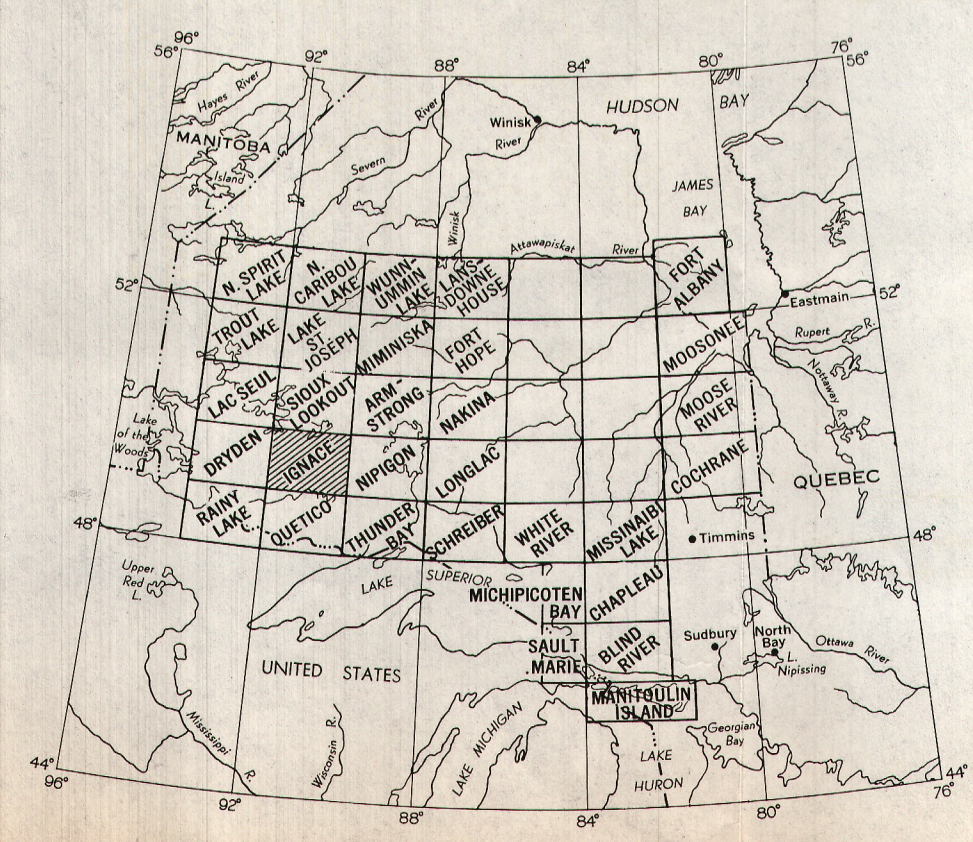 96°
56°
92°
88°
84°
80°
76°
56°
Hayes River
River
HUDSON
BAY
Winisk
River
MANITOBA
Severn
Island
L.
JAMES
BAY
Winisk
Attawapiskat
River
N. SPIRIT
LAKE
N.
CARIBOU
LAKE
WUNN-
UMMIN
LAKE
LANS-
DOWNE
HOUSE
FORT
ALBANY
52°
52°
Eastmain
TROUT
LAKE
LAKE
ST.
JOSEPH
MIMINISKA
FORT
HOPE
MOOSONEE
Rupert R.
Nottaway R.
LAC SEUL
SIOUX
LOOKOUT
ARM-
STRONG
NAKINA
MOOSE
RIVER
Lake
of the
Woods
DRYDEN
IGNACE
NIPIGON
LONGLAC
COCHRANE
QUEBEC
RAINY
LAKE
QUETICO
THUNDER
BAY
SCHREIBER
WHITE
RIVER
MISSINAIBI
LAKE
Timmins
48°
48°
Upper
Red
L.
LAKE SUPERIOR
MICHIPICOTEN
BAY
CHAPLEAU
SAULT
MARIE
BLIND
RIVER
Sudbury
North
Bay
L.
Nipissing
Ottawa River
UNITED STATES
MANITOULIN
ISLAND
Mississippi R.
Wisconsin R.
LAKE MICHIGAN
Georgian
Bay
LAKE
HURON
44°
96°
92°
88°
84°
80°
44°
76°